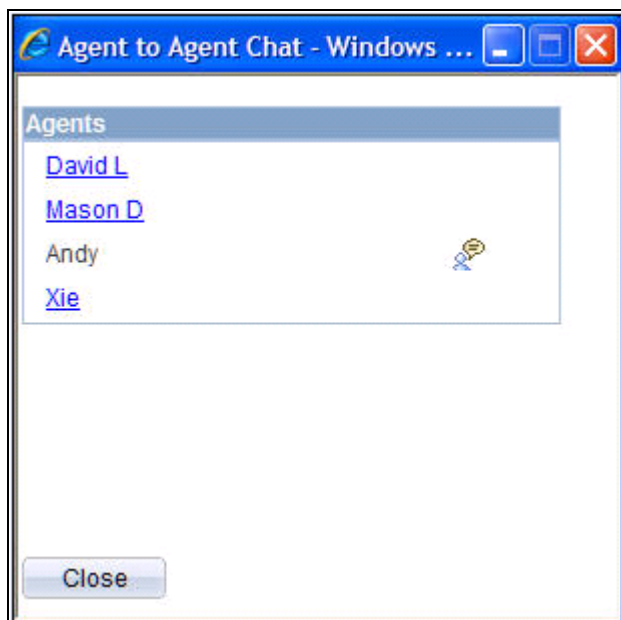 Agent to Agent Chat - Windows ...
Agents
David L
Mason D
Andy
Xie
Close